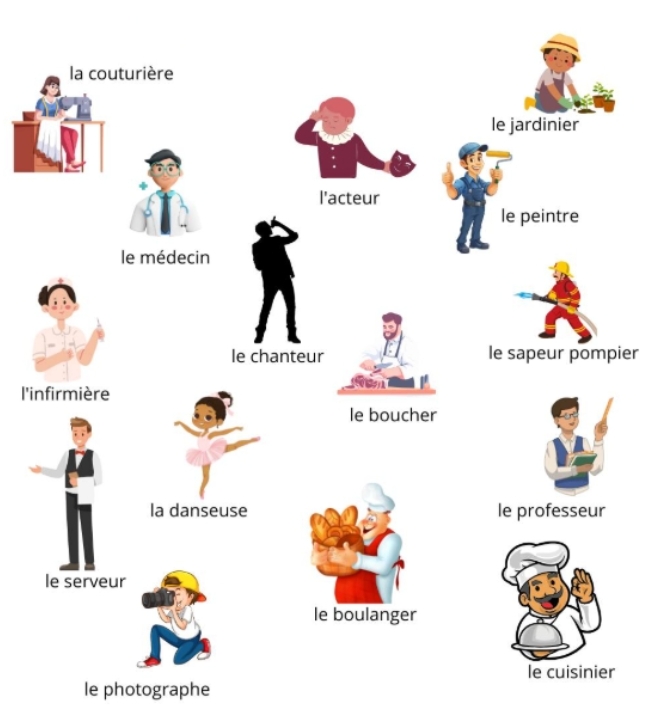 la couturière
le jardinier
l'acteur
le peintre
le médecin
le chanteur
le sapeur pompier
l'infirmière
le boucher
la danseuse
le professeur
le serveur
le boulanger
le cuisinier
le photographe